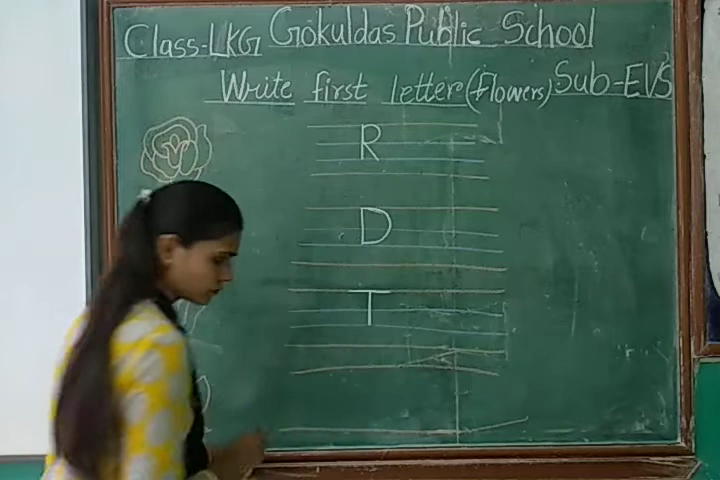 Class-LKG Gokuldas Public School
Write first letter (Flowers) Sub-EVS
R
D
T